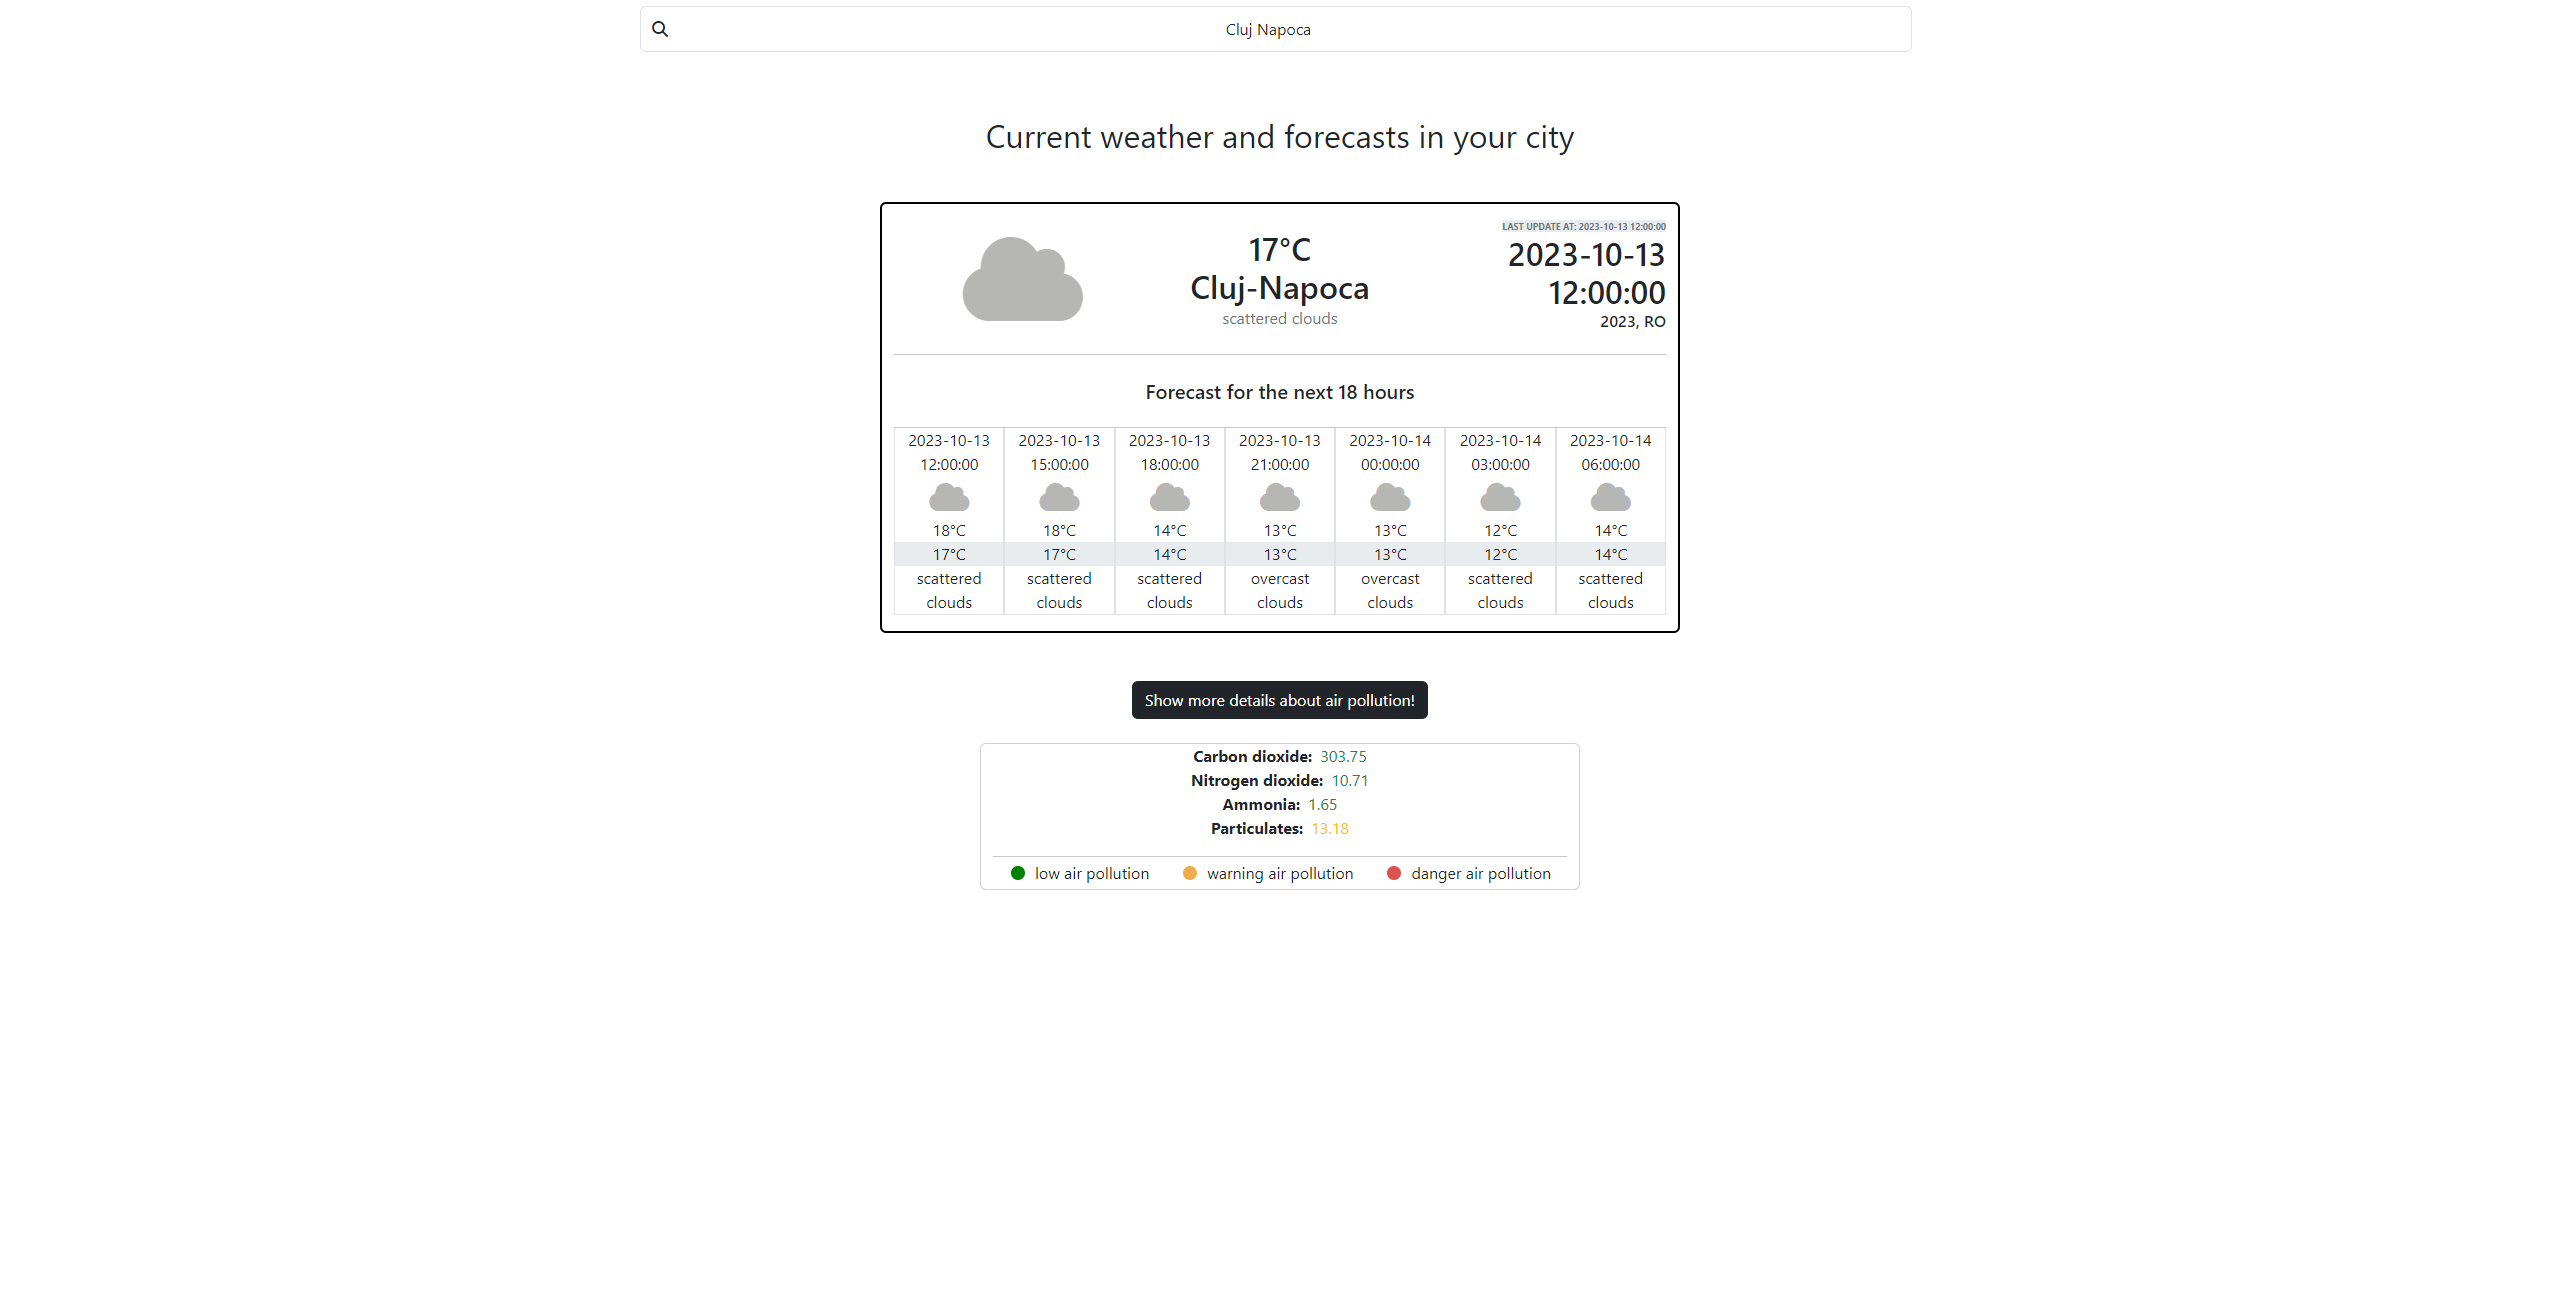 Cluj Napoca
Current weather and forecasts in your city
17°C
Cluj-Napoca
scattered clouds
LAST UPDATE AT: 2023-10-13 12:00:00
2023-10-13
12:00:00
2023, RO
Forecast for the next 18 hours
2023-10-13 2023-10-13 2023-10-13 2023-10-13 2023-10-14 2023-10-14 2023-10-14
12:00:00 15:00:00 18:00:00 21:00:00 00:00:00 03:00:00 06:00:00
18°C 18°C 14°C 13°C 13°C 12°C 14°C
17°C 17°C 14°C 13°C 13°C 12°C 14°C
scattered scattered scattered overcast overcast scattered scattered
clouds clouds clouds clouds clouds clouds clouds
Show more details about air pollution!
Carbon dioxide: 303.75
Nitrogen dioxide: 10.71
Ammonia: 1.65
Particulates: 13.18
low air pollution warning air pollution danger air pollution